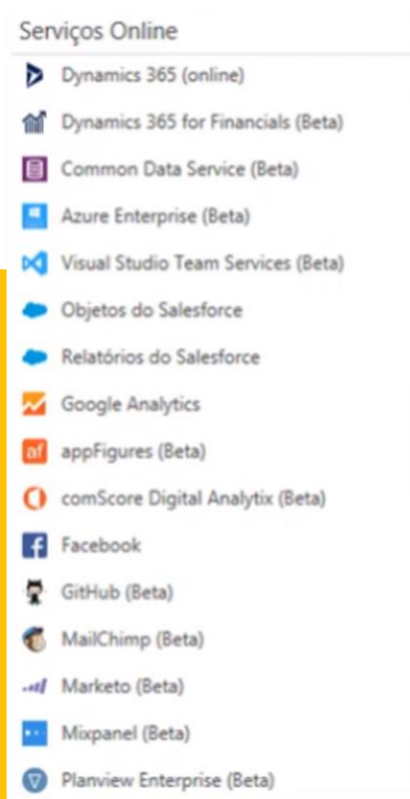 Serviços Online
Dynamics 365 (online)
Dynamics 365 for Financials (Beta)
Common Data Service (Beta)
Azure Enterprise (Beta)
Visual Studio Team Services (Beta)
Objetos do Salesforce
Relatórios do Salesforce
Google Analytics
af appFigures (Beta)
comScore Digital Analytix (Beta)
Facebook
GitHub (Beta)
MailChimp (Beta)
Marketo (Beta)
Mixpanel (Beta)
Planview Enterprise (Beta)